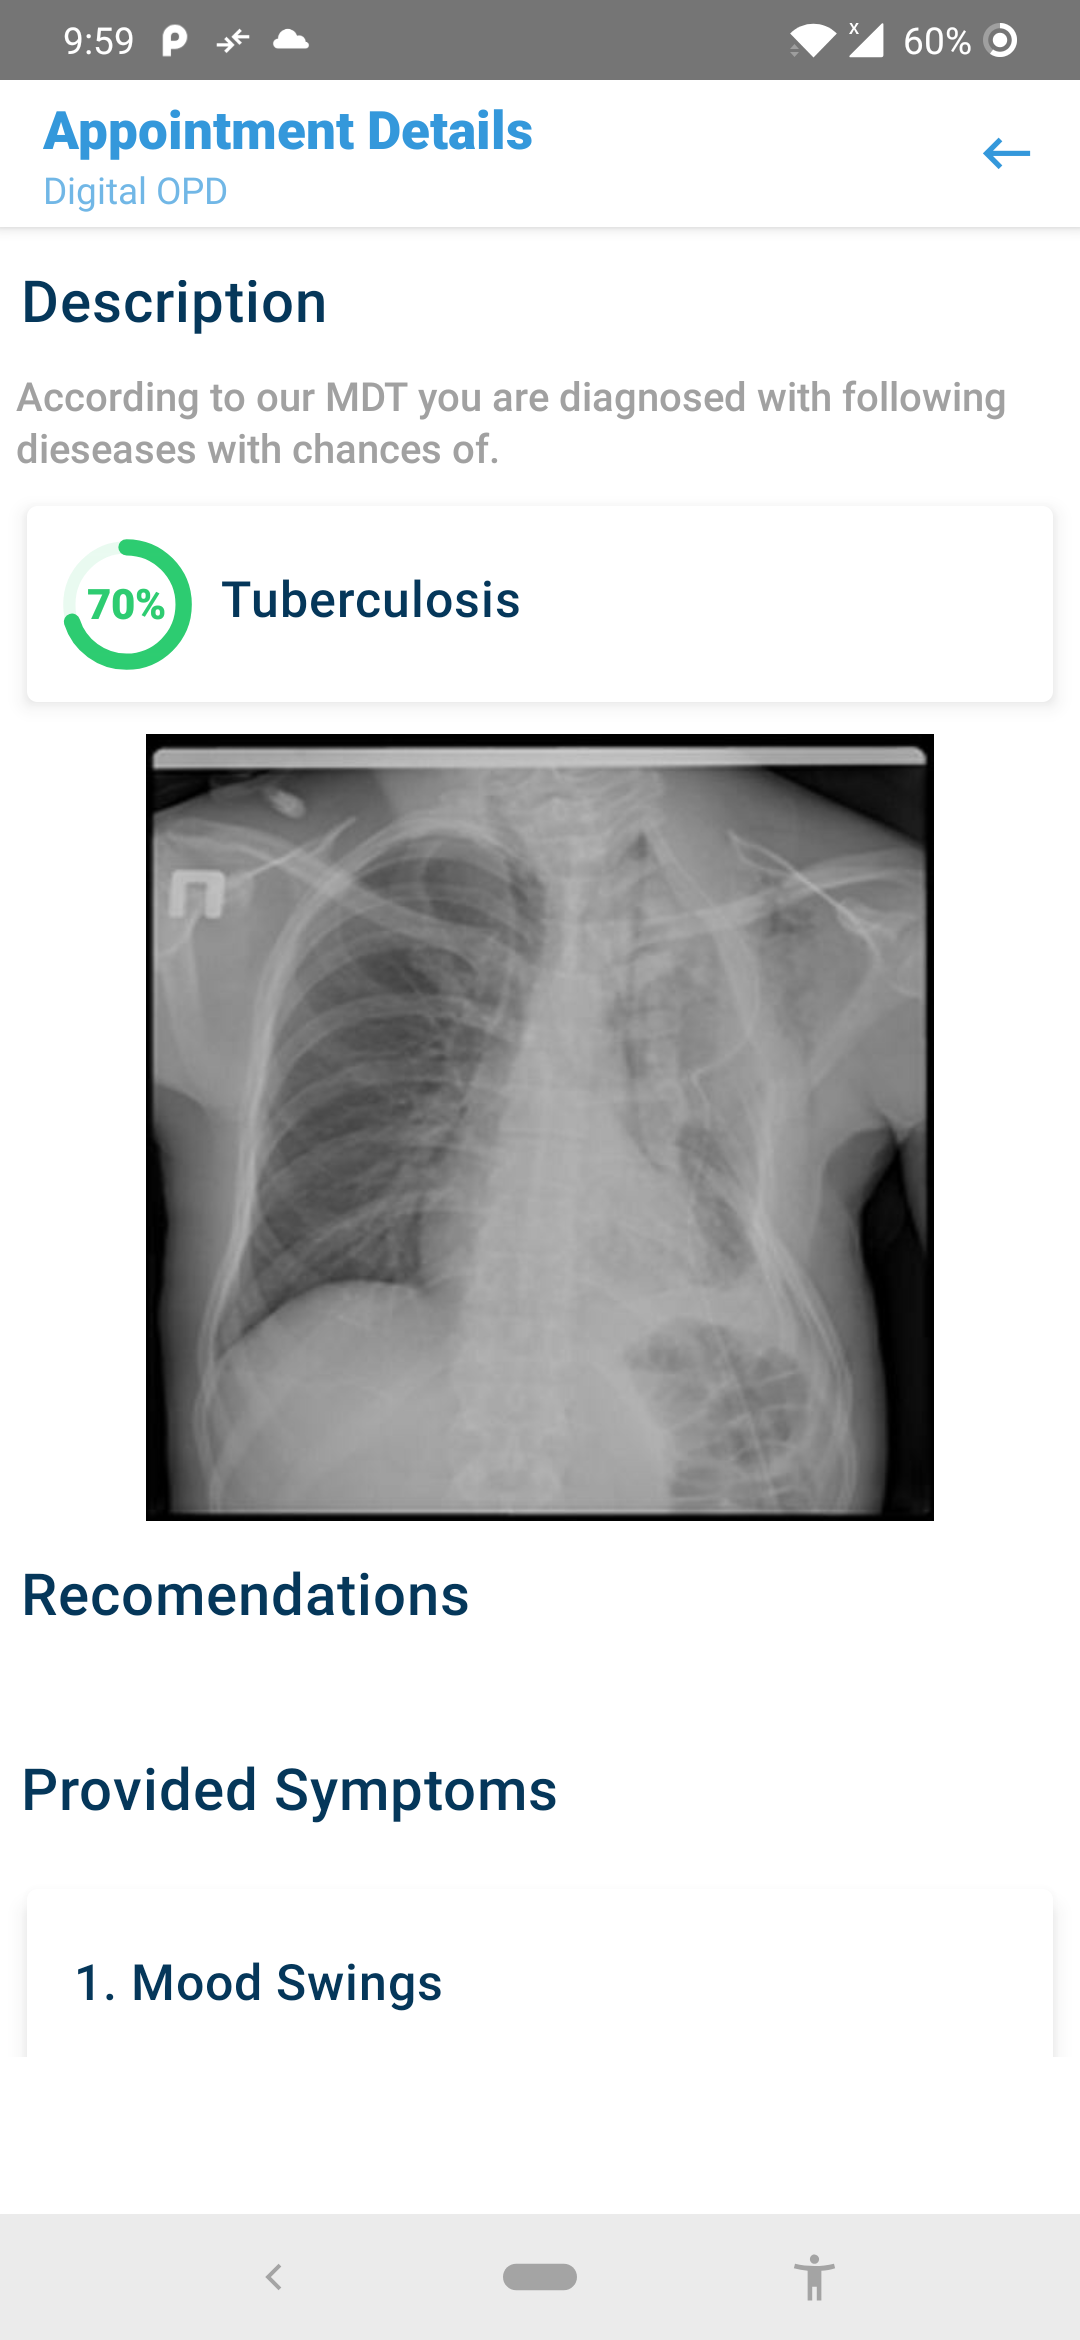 9:59
x
60%
Appointment Details
Digital OPD
Description
According to our MDT you are diagnosed with following
dieseases with chances of.
70%
Tuberculosis
П
Recomendations
Provided Symptoms
1. Mood Swings